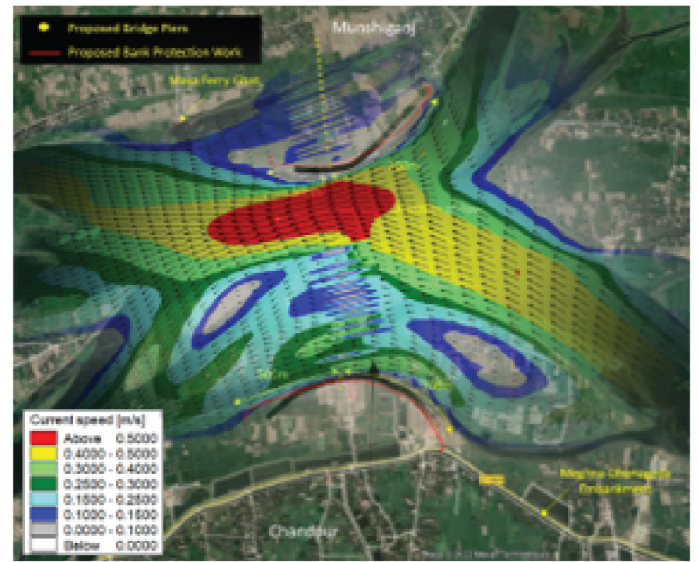 Proposed Bridge Piers
Proposed Bank Protection Work
Munshiganj
Ferry Ghat
Current speed [m/s]
Above 0.5000
0.4000 - 0.5000
0.3000 - 0.4000
0.2500 - 0.3000
0.1500 - 0.2500
0.1000 - 0.1500
0.0000 - 0.1000
Below 0.0000
Meghna
Embankment
Chandpur